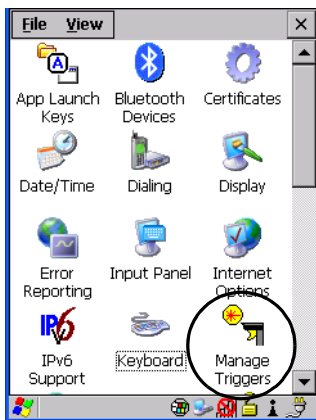 File View
App Launch Keys
Bluetooth Devices
Certificates
Date/Time
Dialing
Display
Error Reporting
Input Panel
Internet Options
IPv6 Support
Keyboard
Manage Triggers